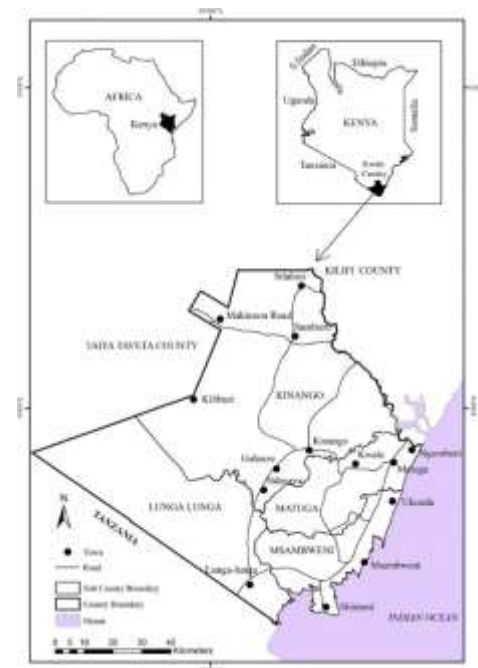 AFRICA
Kenya
Ethiopia
Uganda
KENYA
Somalia
Tanzania
Kwale
County
KILIFI COUNTY
Mackinnon Road
Samburu
TAITA TAVETA COUNTY
KINANGO
Kilibasi
Kinango
Kwale
Matuga
Ukunda
LUNGA LUNGA
MATUGA
N
TANZANIA
MSAMBWENI
Msambweni
Lunga-lunga
Shimoni
INDIAN OCEAN
Town
Road
Sub County Boundary
County Boundary
Ocean
0 5 10 20 30 40
Kilometers